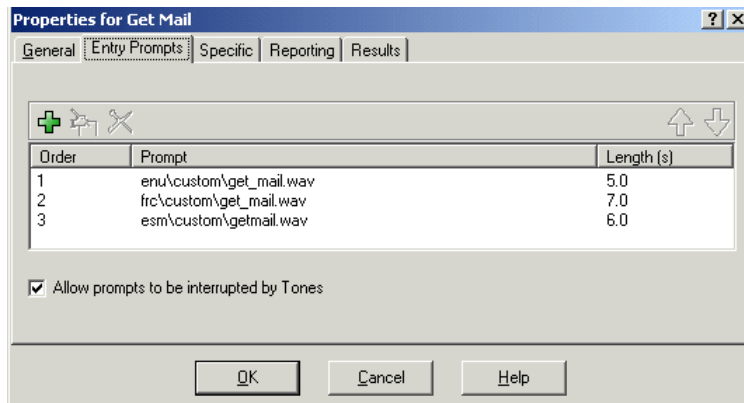 Properties for Get Mail
General Entry Prompts Specific Reporting Results
Order Prompt Length (s)
1 enu\custom\get_mail.wav 5.0
2 frc\custom\get_mail.wav 7.0
3 esm\custom\getmail.wav 6.0
Allow prompts to be interrupted by Tones
OK Cancel Help